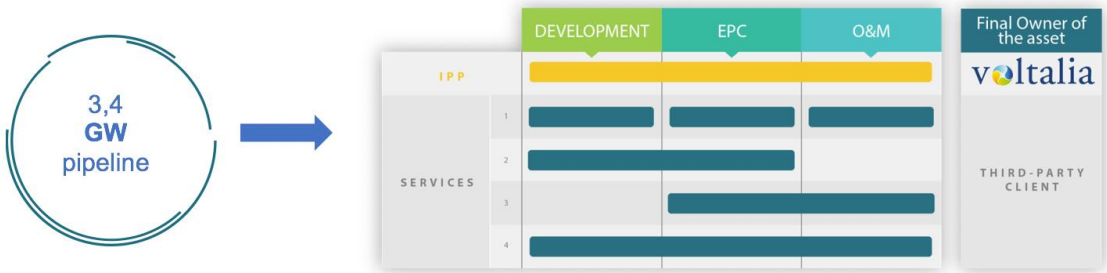 3,4
GW
pipeline
DEVELOPMENT
EPC
O&M
Final Owner of
the asset
IPP
voltalia
SERVICES
1
2
3
4
THIRD-PARTY
CLIENT